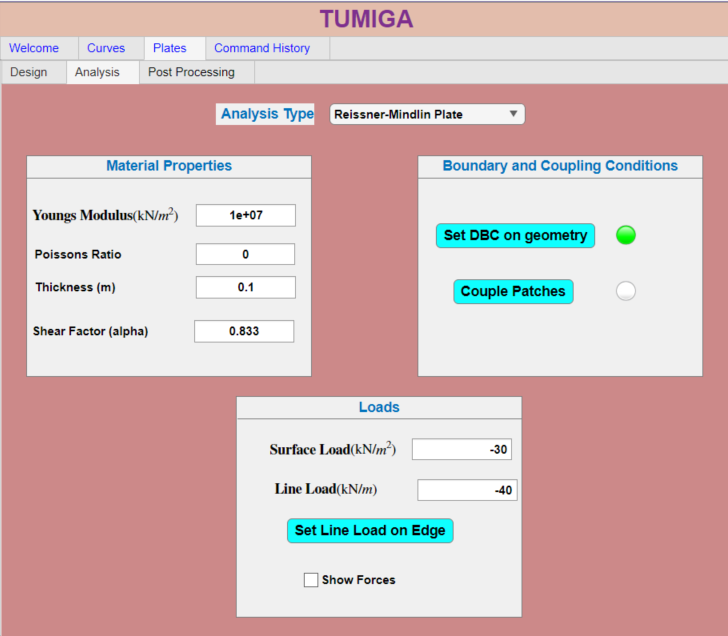 TUMIGA
Welcome Curves Plates Command History
Design Analysis Post Processing
Analysis Type Reissner-Mindlin Plate
Material Properties
Youngs Modulus(kN/m²) 1e+07
Poissons Ratio 0
Thickness (m) 0.1
Shear Factor (alpha) 0.833
Boundary and Coupling Conditions
Set DBC on geometry
Couple Patches
Loads
Surface Load(kN/m²) -30
Line Load(kN/m) -40
Set Line Load on Edge
Show Forces